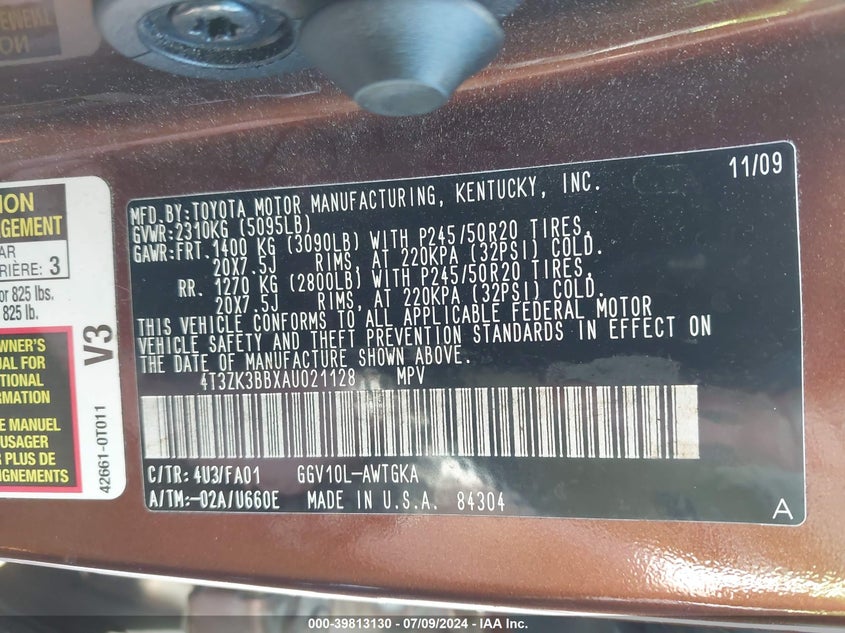 ION
AGEMENT
AR
RIÈRE: 3
or 825 lbs.
825 lb.
WNER'S
UAL FOR
TIONAL
MATION
E MANUEL
USAGER
R PLUS DE
IGNEMENTS
V3
42661-0T011
11/09
MFD.BY:TOYOTA MOTOR MANUFACTURING, KENTUCKY, INC.
GVWR:2310KG (5095LB)
GAWR:FRT.1400 KG (3090LB) WITH P245/50R20 TIRES,
20X7.5J RIMS, AT 220KPA (32PSI) COLD.
RR. 1270 KG (2800LB) WITH P245/50R20 TIRES,
20X7.5J RIMS, AT 220KPA (32PSI) COLD.
THIS VEHICLE CONFORMS TO ALL APPLICABLE FEDERAL MOTOR
VEHICLE SAFETY AND THEFT PREVENTION STANDARDS IN EFFECT ON
THE DATE OF MANUFACTURE SHOWN ABOVE.
4T3ZK3BBXAU021128 MPV
C/TR: 4U3/FA01 GGV10L-AWTGKA
A/TM:-02A/U660E MADE IN U.S.A. 84304
A
000-39813130 - 07/09/2024 - IAA Inc.